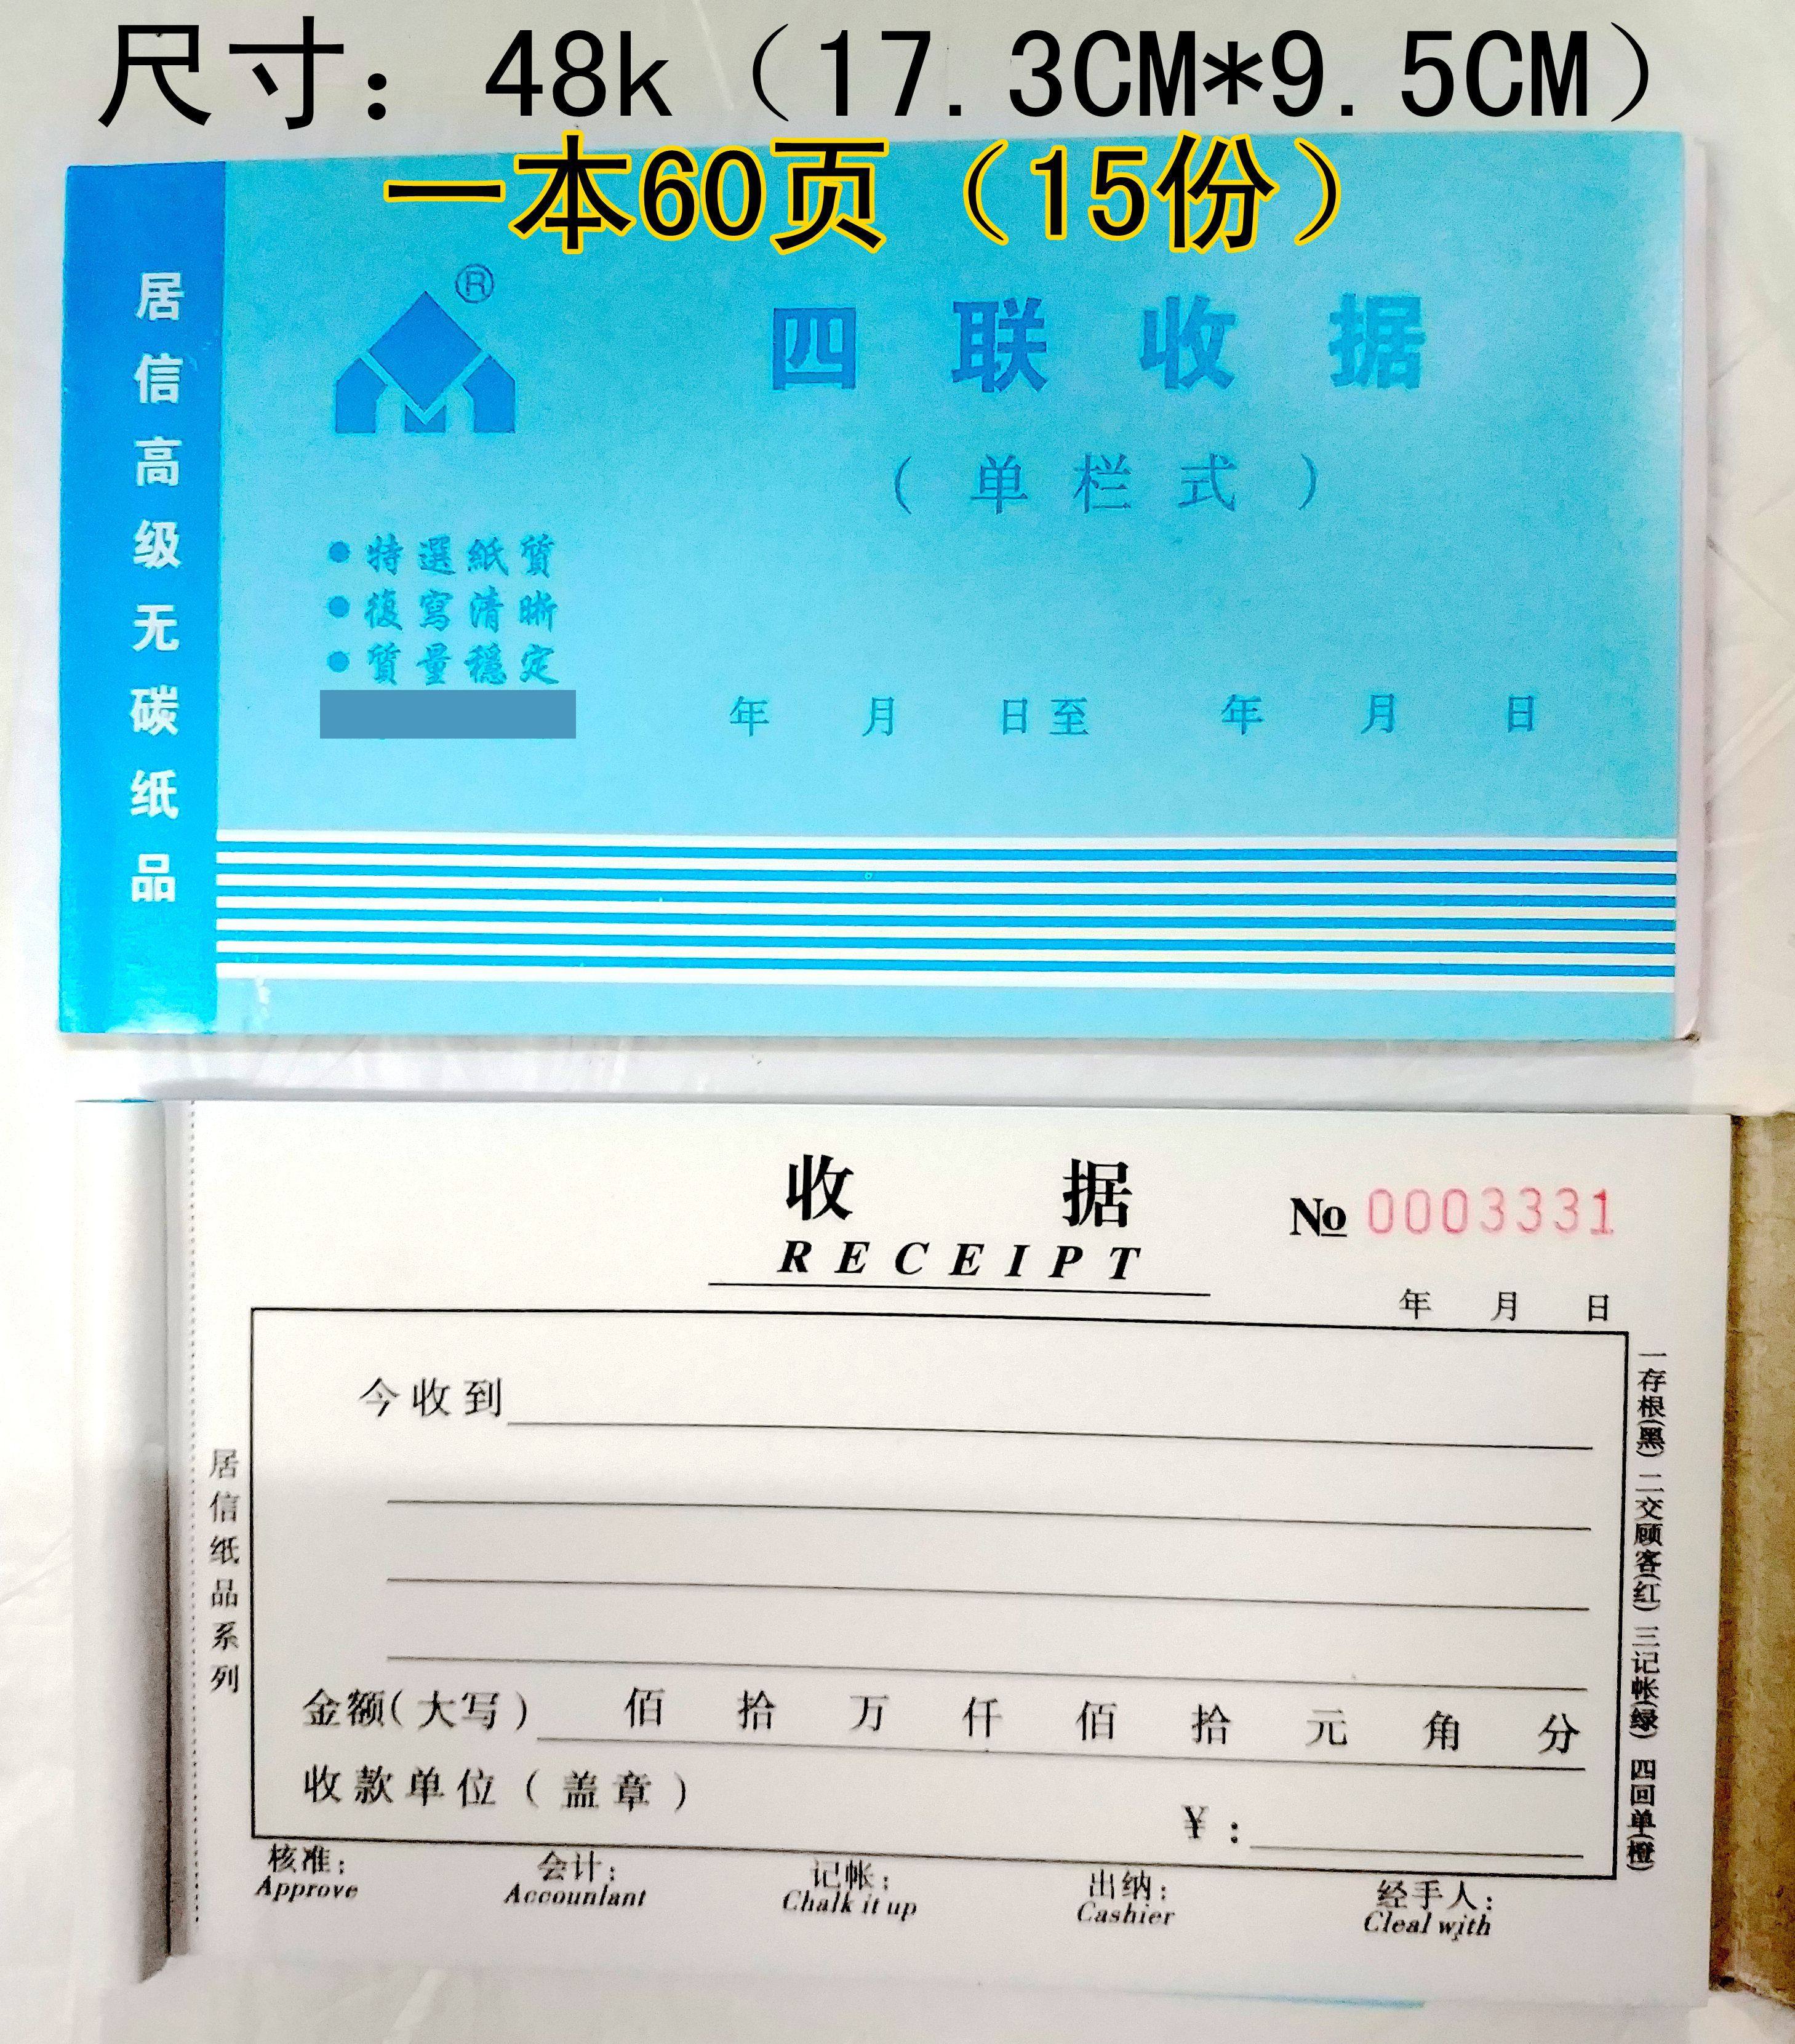 尺寸：48k（17.3CM*9.5CM）
一本60页（15份）
居信高级无碳纸品
®
四联收据
（单栏式）
●特選紙質
●復寫清晰
●質量穩定
年 月 日至 年 月 日
收 据
RECEIPT
No 0003331
年 月 日
今收到
金额(大写) 佰 拾 万 仟 佰 拾 元 角 分
收款单位(盖章)
¥:
居信纸品系列
一存根(黑) 二交顾客(红) 三记帐(绿) 四回单(橙)
核准: 会计: 记帐: 出纳: 经手人:
Approve Accounlant Chalk it up Cashier Cleal with